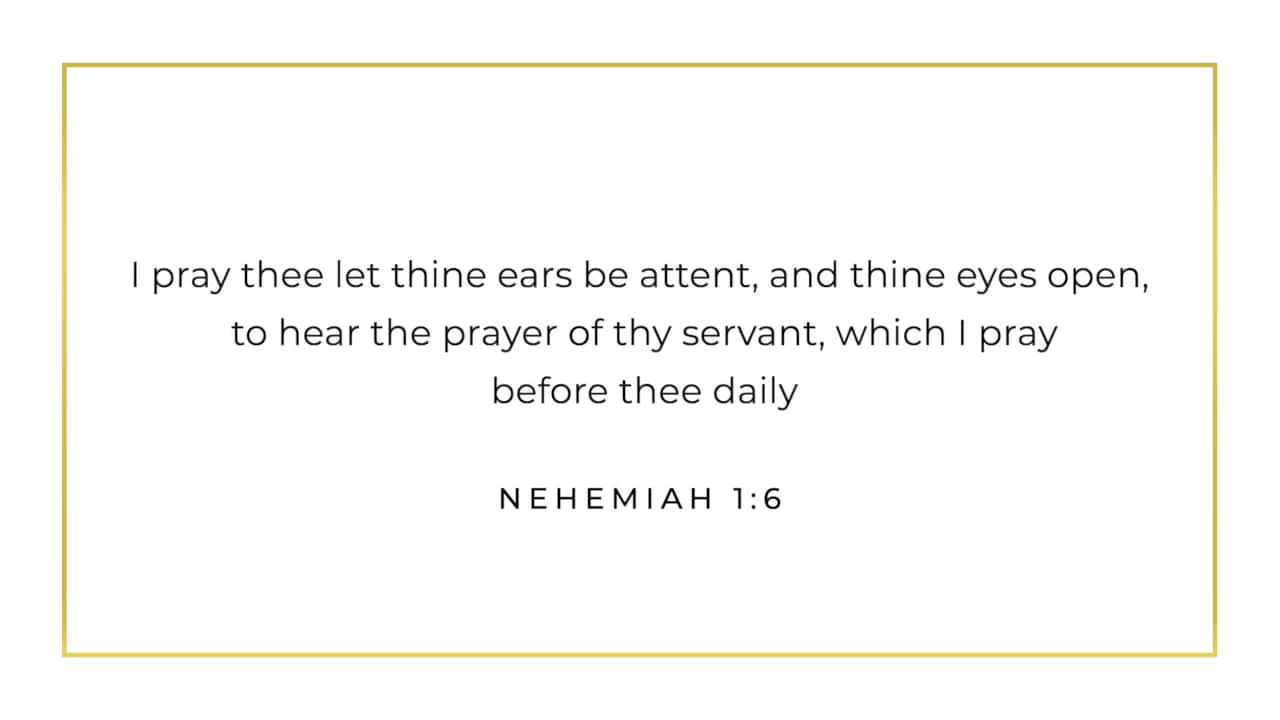 I pray thee let thine ears be attent, and thine eyes open,
to hear the prayer of thy servant, which I pray
before thee daily
NEHEMIAH 1:6